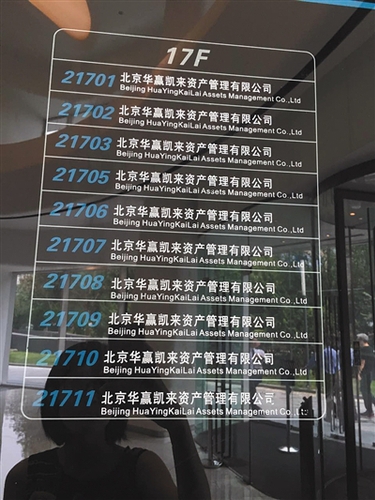 17F
21701 北京华赢凯来资产管理有限公司
Beijing HuaYingKaiLai Assets Management Co.,Ltd
21702 北京华赢凯来资产管理有限公司
Beijing HuaYingKaiLai Assets Management Co.,Ltd
21703 北京华赢凯来资产管理有限公司
Beijing HuaYingKaiLai Assets Management Co.,Ltd
21705 北京华赢凯来资产管理有限公司
Beijing HuaYingKaiLai Assets Management Co.,Ltd
21706 北京华赢凯来资产管理有限公司
Beijing HuaYingKaiLai Assets Management Co.,Ltd
21707 北京华赢凯来资产管理有限公司
Beijing HuaYingKaiLai Assets Management Co.,Ltd
21708 北京华赢凯来资产管理有限公司
Beijing HuaYingKaiLai Assets Management Co.,Ltd
21709 北京华赢凯来资产管理有限公司
Beijing HuaYingKaiLai Assets Management Co.,Ltd
21710 北京华赢凯来资产管理有限公司
Beijing HuaYingKaiLai Assets Management Co.,Ltd
21711 北京华赢凯来资产管理有限公司
Beijing HuaYingKaiLai Assets Management Co.,Ltd